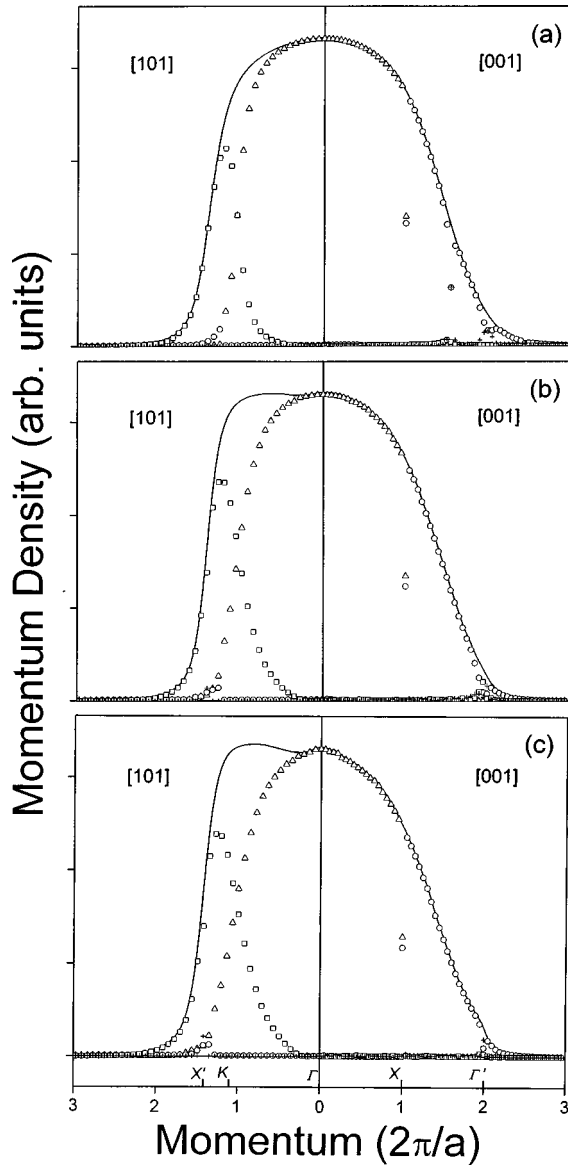 Momentum Density (arb. units)
[101]
[001]
(a)
[101]
[001]
(b)
[101]
[001]
(c)
X' K Γ X Γ'
3 2 1 0 1 2 3
Momentum (2π/a)